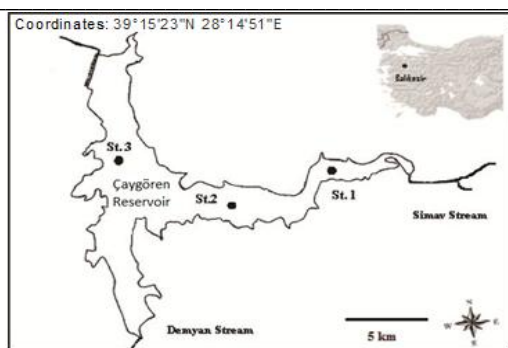 Coordinates: 39°15'23"N 28°14'51"E
Balikesir
St.3
Çaygören
Reservoir
St.2
St. 1
Simav Stream
Demyan Stream
5 km
N
W E
S